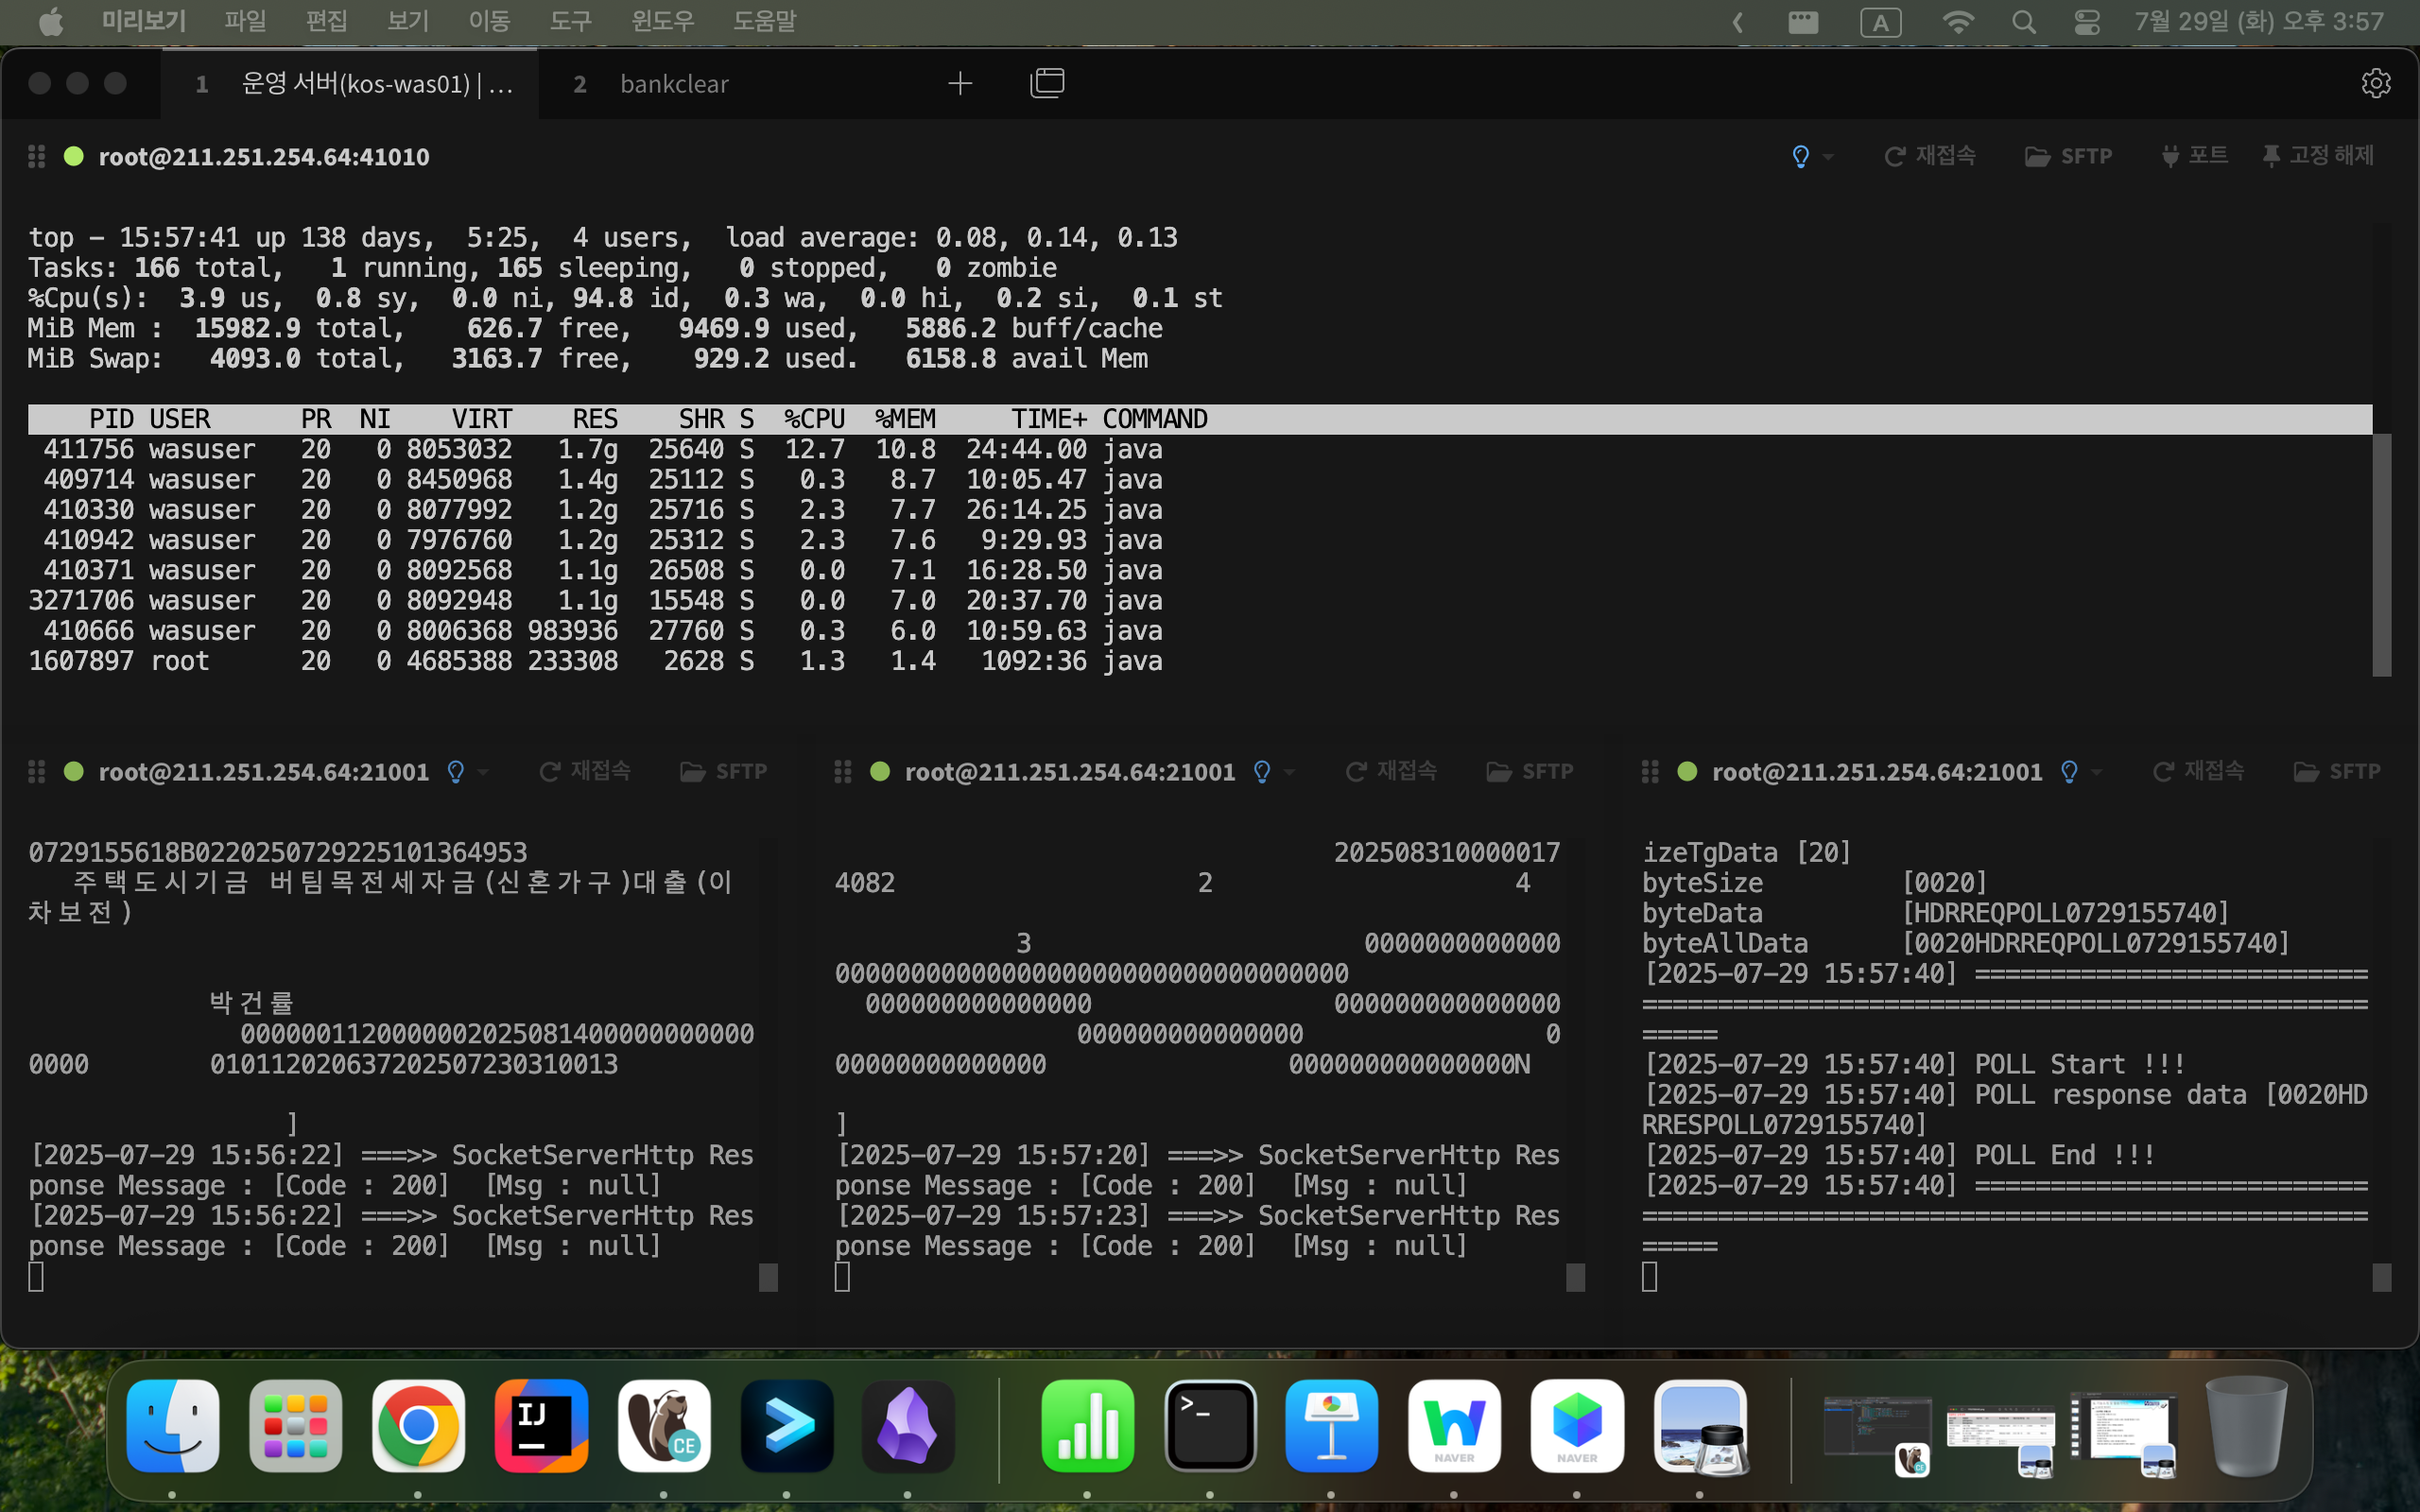 미리보기 파일 편집 보기 이동 도구 윈도우 도움말 A 7월 29일 (화) 오후 3:57
1 운영 서버(kos-was01) | … 2 bankclear
root@211.251.254.64:41010 재접속 SFTP 포트 고정 해제
top - 15:57:41 up 138 days, 5:25, 4 users, load average: 0.08, 0.14, 0.13
Tasks: 166 total, 1 running, 165 sleeping, 0 stopped, 0 zombie
%Cpu(s): 3.9 us, 0.8 sy, 0.0 ni, 94.8 id, 0.3 wa, 0.0 hi, 0.2 si, 0.1 st
MiB Mem : 15982.9 total, 626.7 free, 9469.9 used, 5886.2 buff/cache
MiB Swap: 4093.0 total, 3163.7 free, 929.2 used. 6158.8 avail Mem
PID USER PR NI VIRT RES SHR S %CPU %MEM TIME+ COMMAND
411756 wasuser 20 0 8053032 1.7g 25640 S 12.7 10.8 24:44.00 java
409714 wasuser 20 0 8450968 1.4g 25112 S 0.3 8.7 10:05.47 java
410330 wasuser 20 0 8077992 1.2g 25716 S 2.3 7.7 26:14.25 java
410942 wasuser 20 0 7976760 1.2g 25312 S 2.3 7.6 9:29.93 java
410371 wasuser 20 0 8092568 1.1g 26508 S 0.0 7.1 16:28.50 java
3271706 wasuser 20 0 8092948 1.1g 15548 S 0.0 7.0 20:37.70 java
410666 wasuser 20 0 8006368 983936 27760 S 0.3 6.0 10:59.63 java
1607897 root 20 0 4685388 233308 2628 S 1.3 1.4 1092:36 java
root@211.251.254.64:21001 재접속 SFTP
0729155618B0220250729225101364953
주택도시기금 버팀목전세자금(신혼가구)대출(이
차보전)
박건률
0000001120000002025081400000000000
0000 010112020637202507230310013
]
[2025-07-29 15:56:22] ===>> SocketServerHttp Res
ponse Message : [Code : 200] [Msg : null]
[2025-07-29 15:56:22] ===>> SocketServerHttp Res
ponse Message : [Code : 200] [Msg : null]
root@211.251.254.64:21001 재접속 SFTP
202508310000017
4082 2 4
3 0000000000000
0000000000000000000000000000000000
000000000000000 000000000000000
000000000000000 0
00000000000000 000000000000000N
]
[2025-07-29 15:57:20] ===>> SocketServerHttp Res
ponse Message : [Code : 200] [Msg : null]
[2025-07-29 15:57:23] ===>> SocketServerHttp Res
ponse Message : [Code : 200] [Msg : null]
root@211.251.254.64:21001 재접속 SFTP
izeTgData [20]
byteSize [0020]
byteData [HDRREQPOLL0729155740]
byteAllData [0020HDRREQPOLL0729155740]
[2025-07-29 15:57:40] ==========================
================================================
=====
[2025-07-29 15:57:40] POLL Start !!!
[2025-07-29 15:57:40] POLL response data [0020HD
RRESPOLL0729155740]
[2025-07-29 15:57:40] POLL End !!!
[2025-07-29 15:57:40] ==========================
================================================
=====
IJ CE >_ NAVER NAVER